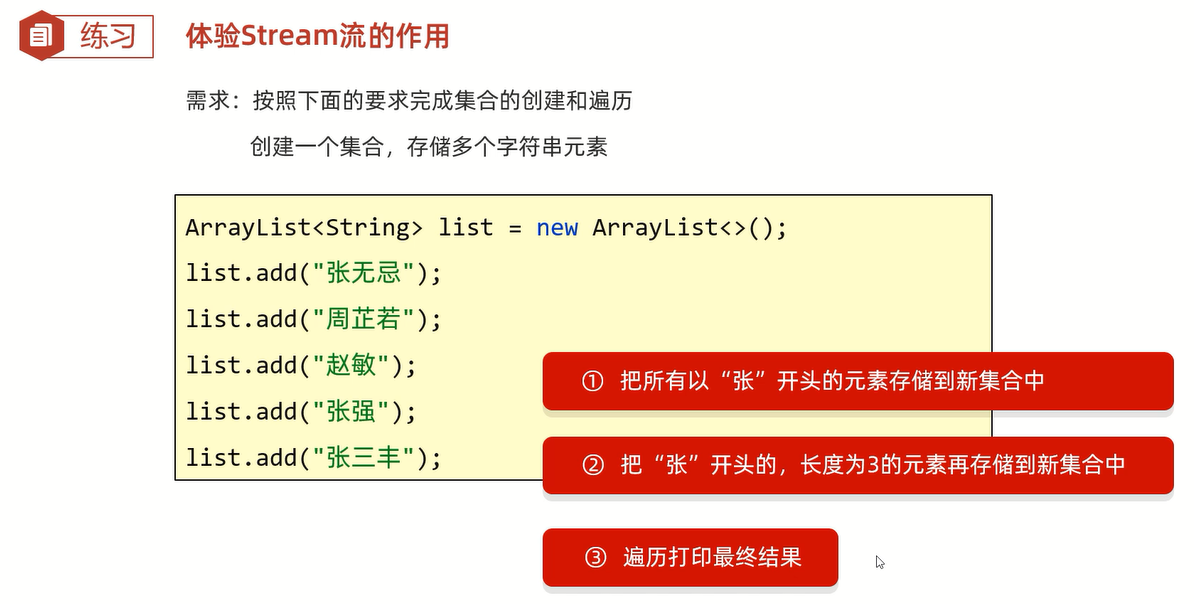 练习
体验Stream流的作用
需求：按照下面的要求完成集合的创建和遍历
创建一个集合，存储多个字符串元素
ArrayList<String> list = new ArrayList<>();
list.add("张无忌");
list.add("周芷若");
list.add("赵敏");
list.add("张强");
list.add("张三丰");
① 把所有以“张”开头的元素存储到新集合中
② 把“张”开头的，长度为3的元素再存储到新集合中
③ 遍历打印最终结果